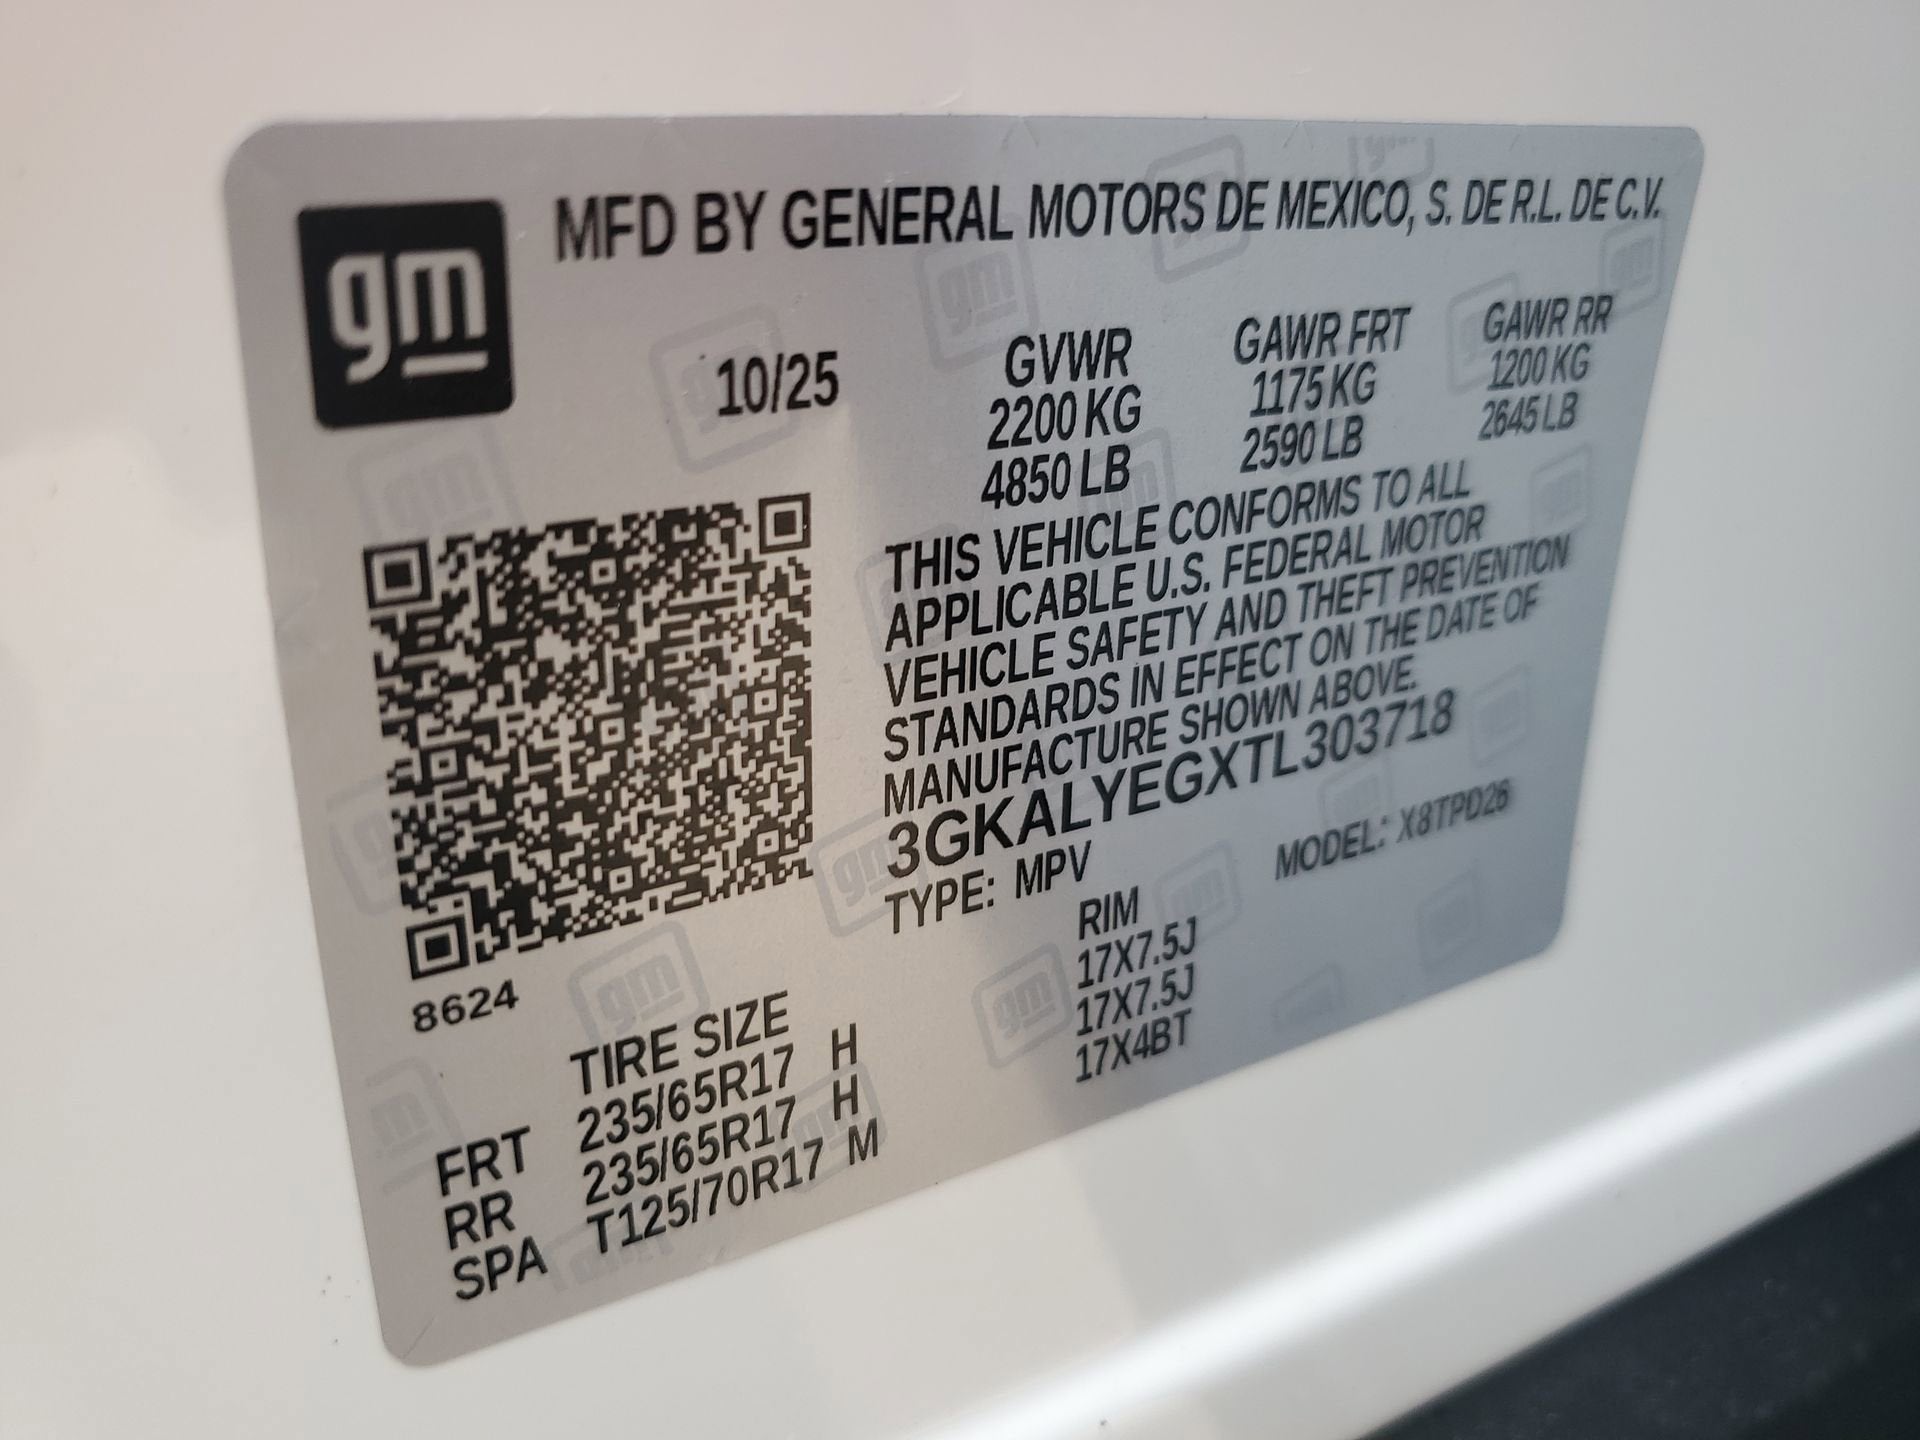 gm
MFD BY GENERAL MOTORS DE MEXICO, S. DE R.L. DE C.V.
10/25
GVWR GAWR FRT GAWR RR
2200 KG 1175 KG 1200 KG
4850 LB 2590 LB 2645 LB
THIS VEHICLE CONFORMS TO ALL
APPLICABLE U.S. FEDERAL MOTOR
VEHICLE SAFETY AND THEFT PREVENTION
STANDARDS IN EFFECT ON THE DATE OF
MANUFACTURE SHOWN ABOVE.
3GKALYEGXTL303718
TYPE: MPV MODEL: X8TPD26
8624
TIRE SIZE RIM
FRT 235/65R17 H 17X7.5J
RR 235/65R17 H 17X7.5J
SPA T125/70R17 M 17X4BT